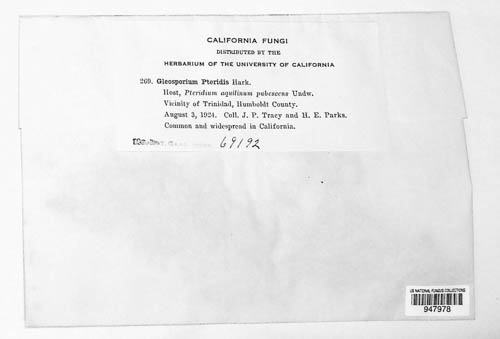 CALIFORNIA FUNGI
DISTRIBUTED BY THE
HERBARIUM OF THE UNIVERSITY OF CALIFORNIA
269. Gleosporium Pteridis Hark.
Host, Pteridium aquilinum pubescens Undw.
Vicinity of Trinidad, Humboldt County.
August 3, 1924. Coll. J. P. Tracy and H. E. Parks.
Common and widespread in California.
69192
US NATIONAL FUNGUS COLLECTIONS
947978